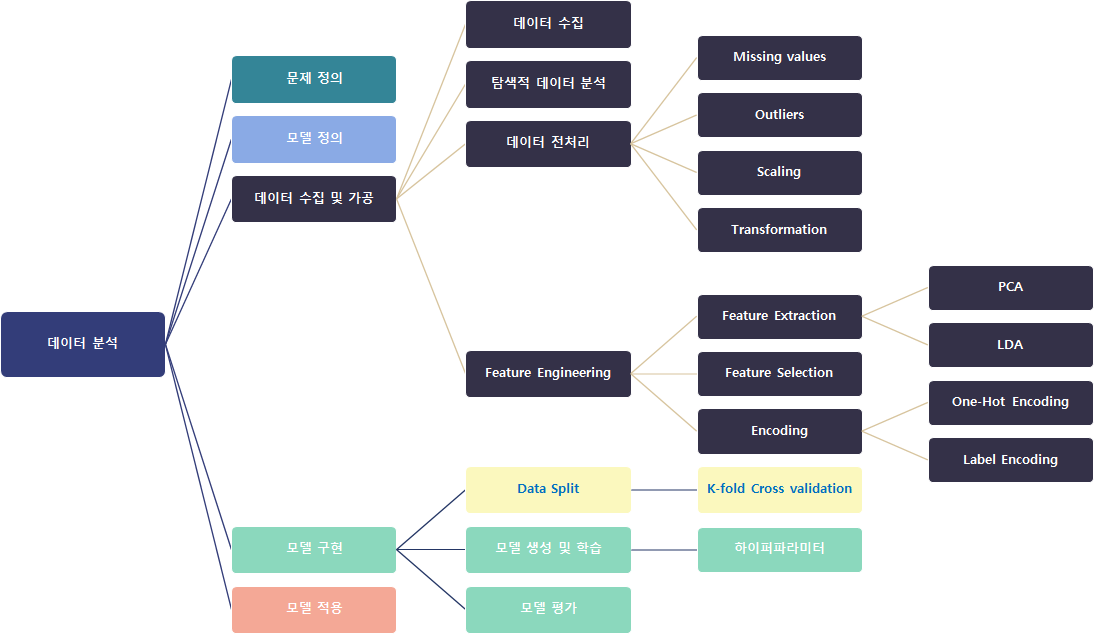 데이터 수집
Missing values
문제 정의
탐색적 데이터 분석
Outliers
모델 정의
데이터 전처리
Scaling
데이터 수집 및 가공
Transformation
PCA
Feature Extraction
데이터 분석
LDA
Feature Engineering
Feature Selection
One-Hot Encoding
Encoding
Label Encoding
Data Split
K-fold Cross validation
모델 구현
모델 생성 및 학습
하이퍼파라미터
모델 적용
모델 평가